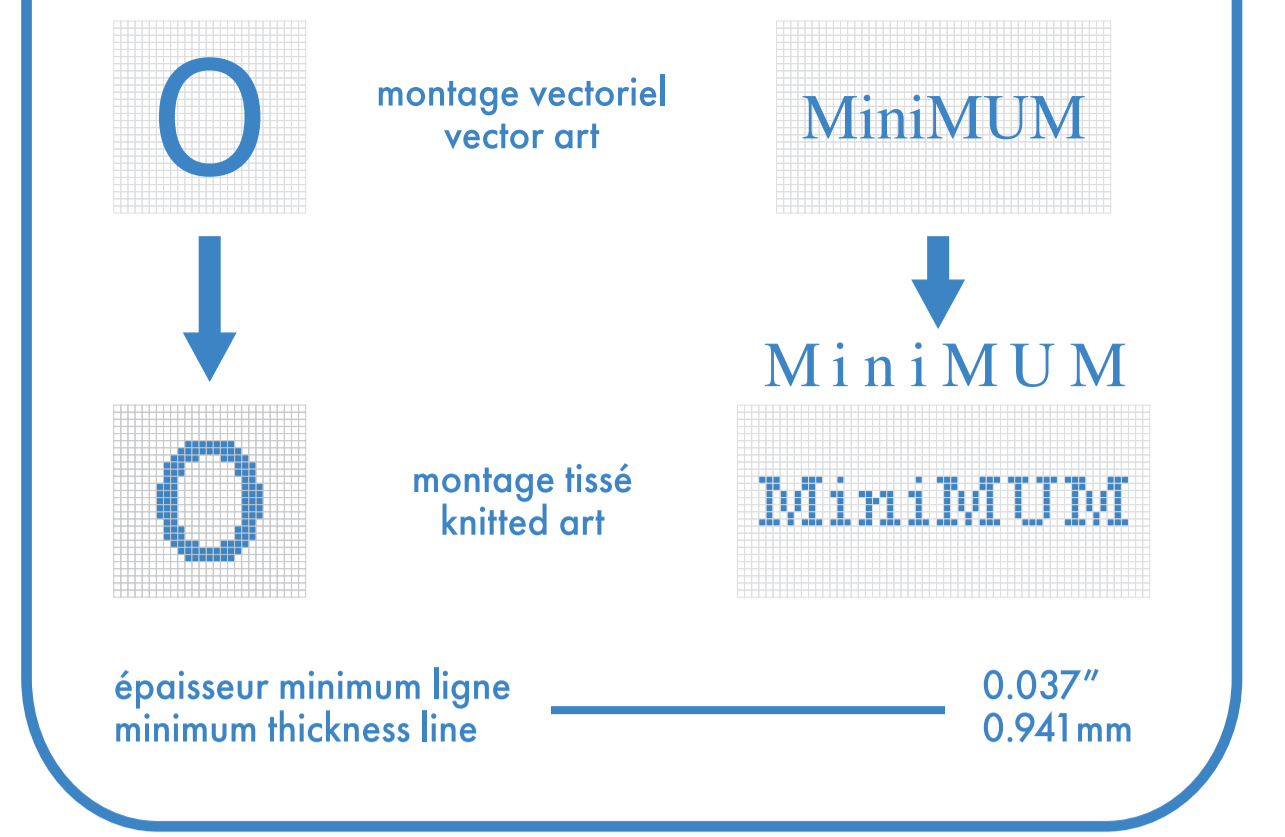 O
montage vectoriel
vector art
MiniMUM
MiniMUM
O
montage tissé
knitted art
MiniMUM
épaisseur minimum ligne
minimum thickness line
0.037″
0.941mm